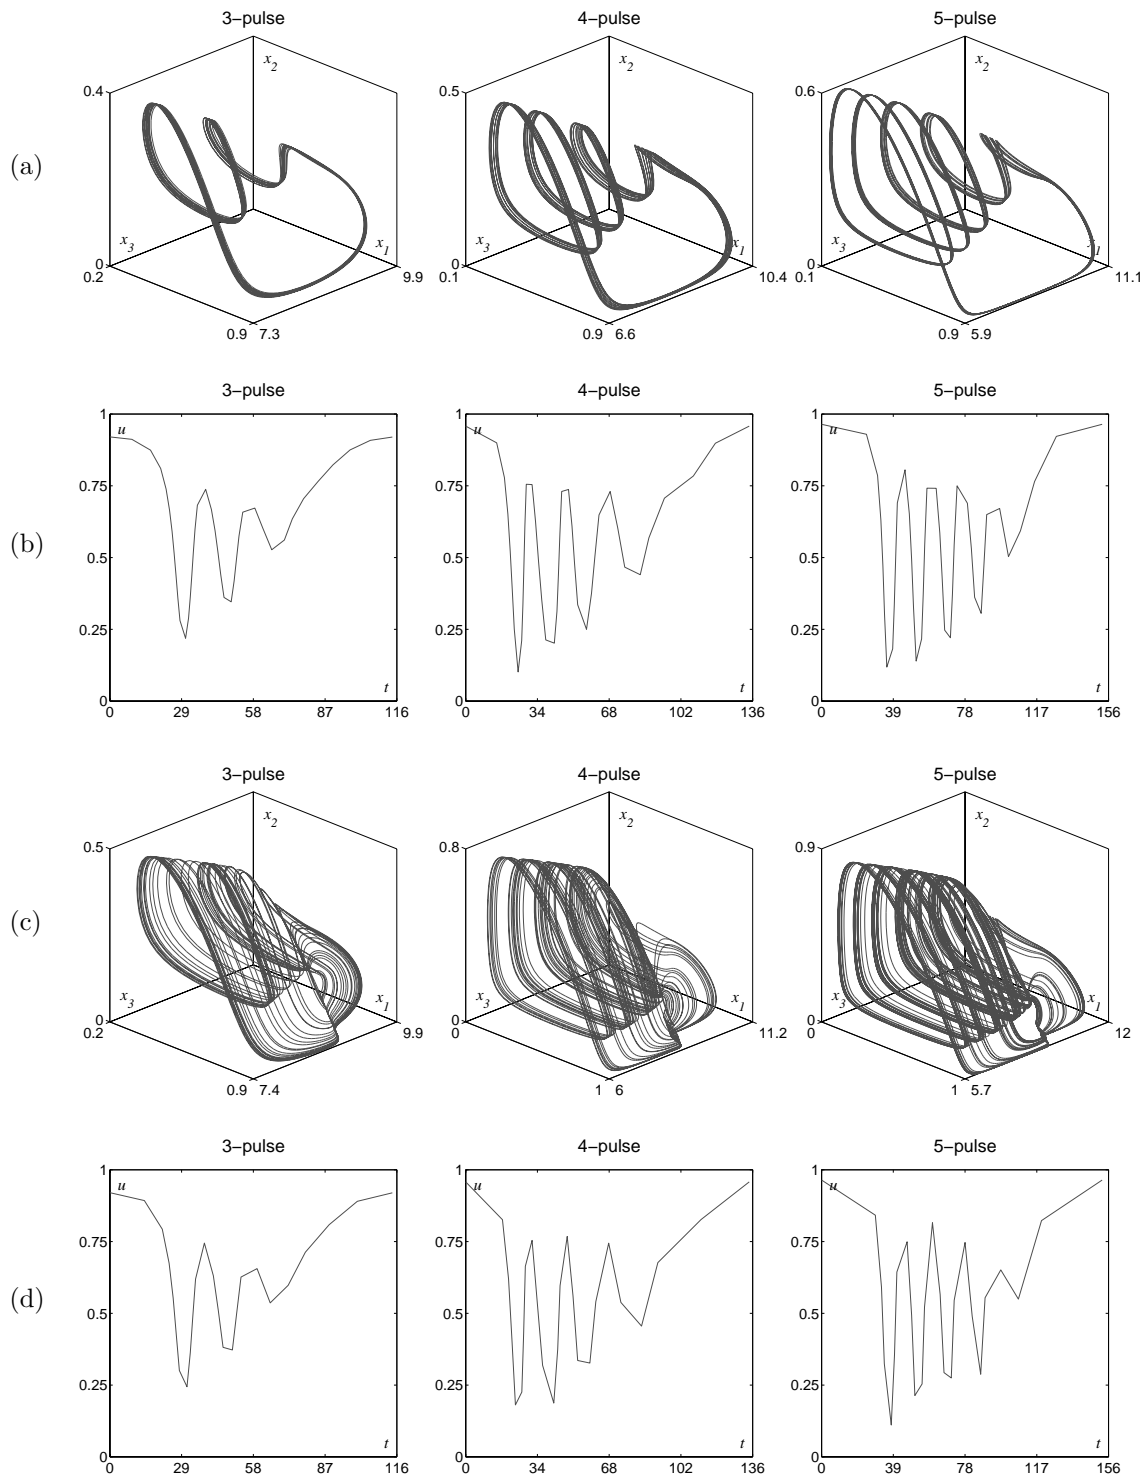 3−pulse 4−pulse 5−pulse
x2 x2 x2
0.4 0.5 0.6
(a)
x3 x1 x3 x1 x3 x1
0 0 0
0.2 9.9 0.1 10.4 0.1 11.1
0.9 7.3 0.9 6.6 0.9 5.9
3−pulse 4−pulse 5−pulse
1 1 1
u u u
0.75 0.75 0.75
(b)
0.5 0.5 0.5
0.25 0.25 0.25
t t t
0 0 0
0 29 58 87 116 0 34 68 102 136 0 39 78 117 156
3−pulse 4−pulse 5−pulse
x2 x2 x2
0.5 0.8 0.9
(c)
x3 x1 x3 x1 x3 x1
0 0 0
0.2 9.9 0 11.2 0 12
0.9 7.4 1 6 1 5.7
3−pulse 4−pulse 5−pulse
1 1 1
u u u
0.75 0.75 0.75
(d)
0.5 0.5 0.5
0.25 0.25 0.25
t t t
0 0 0
0 29 58 87 116 0 34 68 102 136 0 39 78 117 156